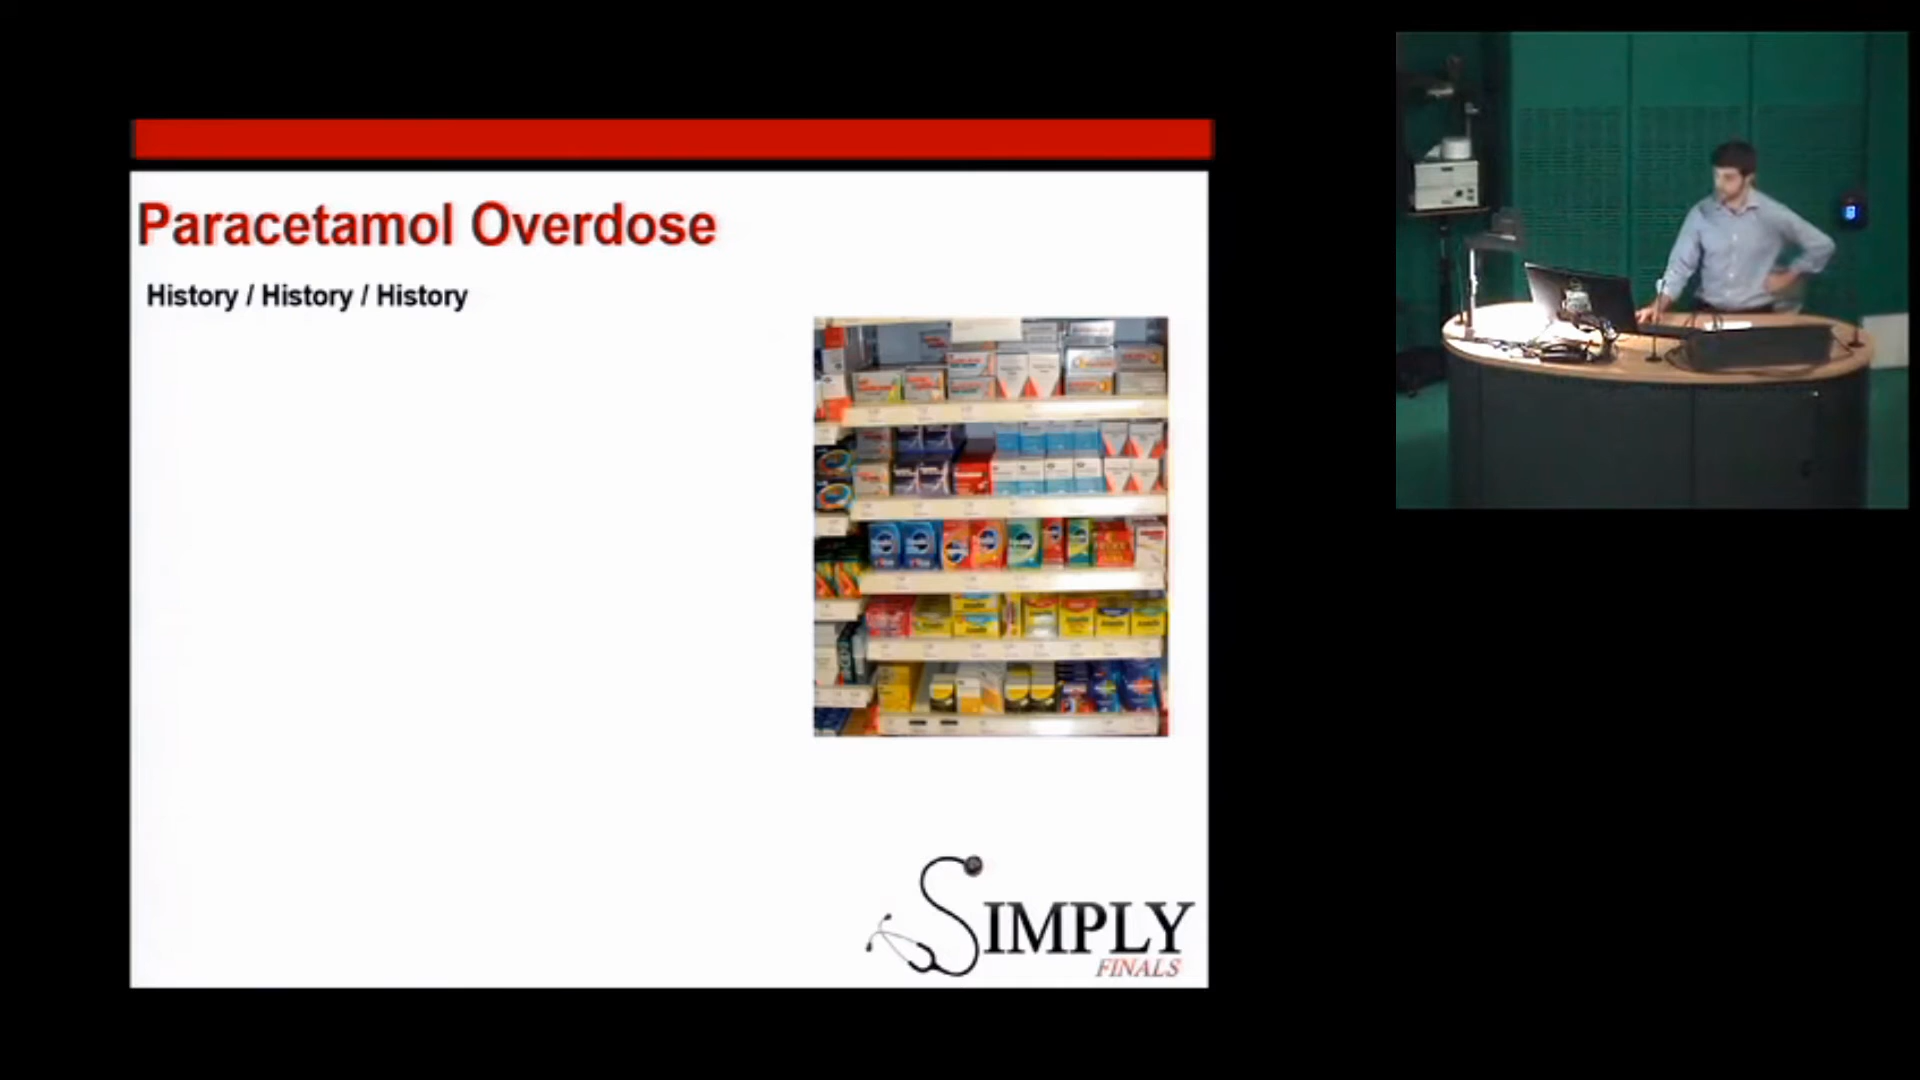 Paracetamol Overdose
History / History / History
SIMPLY
FINALS